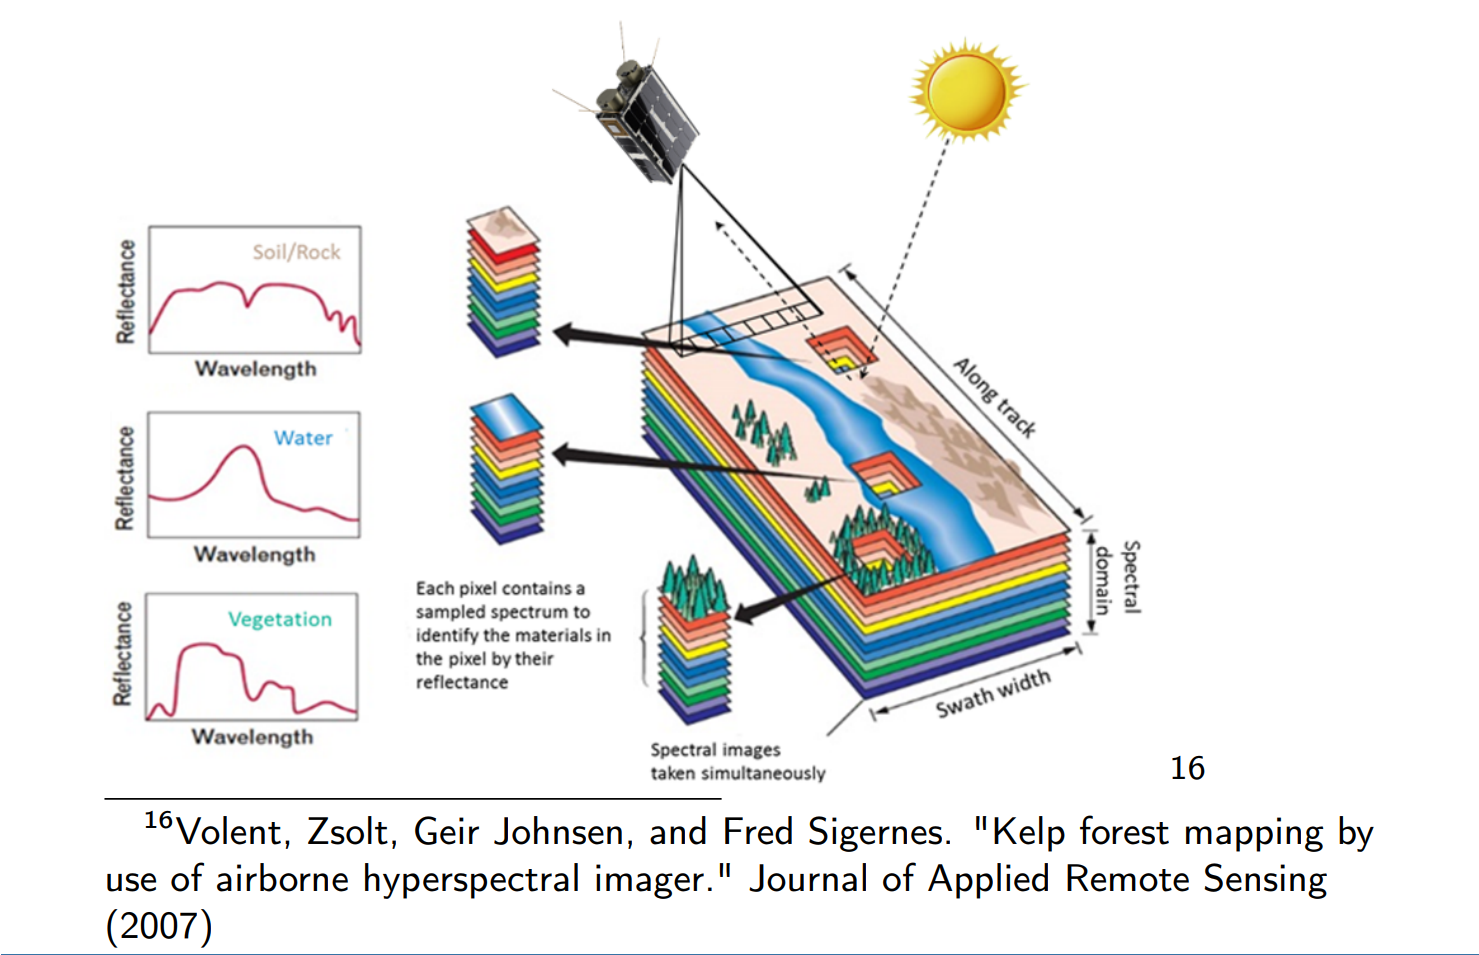 Soil/Rock
Reflectance
Wavelength
Water
Reflectance
Wavelength
Vegetation
Reflectance
Wavelength
Each pixel contains a
sampled spectrum to
identify the materials in
the pixel by their
reflectance
Spectral images
taken simultaneously
Along track
Spectral
domain
Swath width
16
16Volent, Zsolt, Geir Johnsen, and Fred Sigernes. "Kelp forest mapping by
use of airborne hyperspectral imager." Journal of Applied Remote Sensing
(2007)